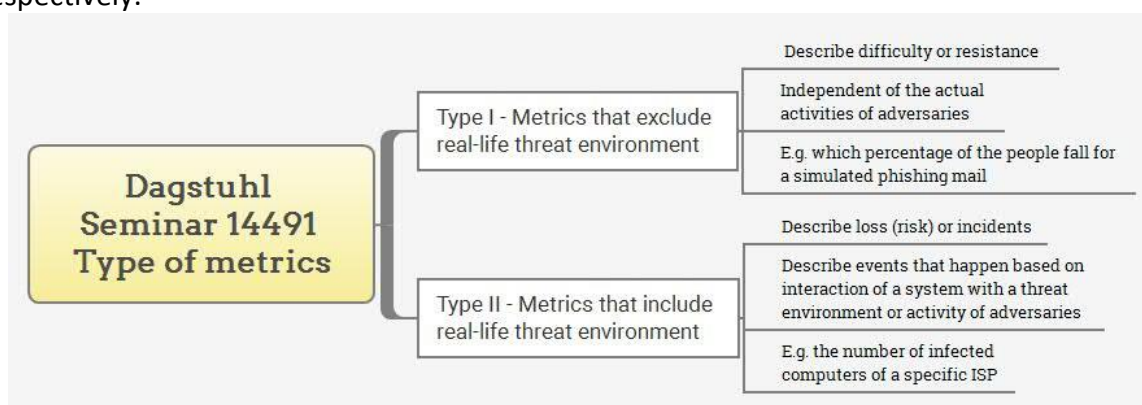 espectively.
Dagstuhl
Seminar 14491
Type of metrics
Type I - Metrics that exclude
real-life threat environment
Describe difficulty or resistance
Independent of the actual
activities of adversaries
E.g. which percentage of the people fall for
a simulated phishing mail
Type II - Metrics that include
real-life threat environment
Describe loss (risk) or incidents
Describe events that happen based on
interaction of a system with a threat
environment or activity of adversaries
E.g. the number of infected
computers of a specific ISP